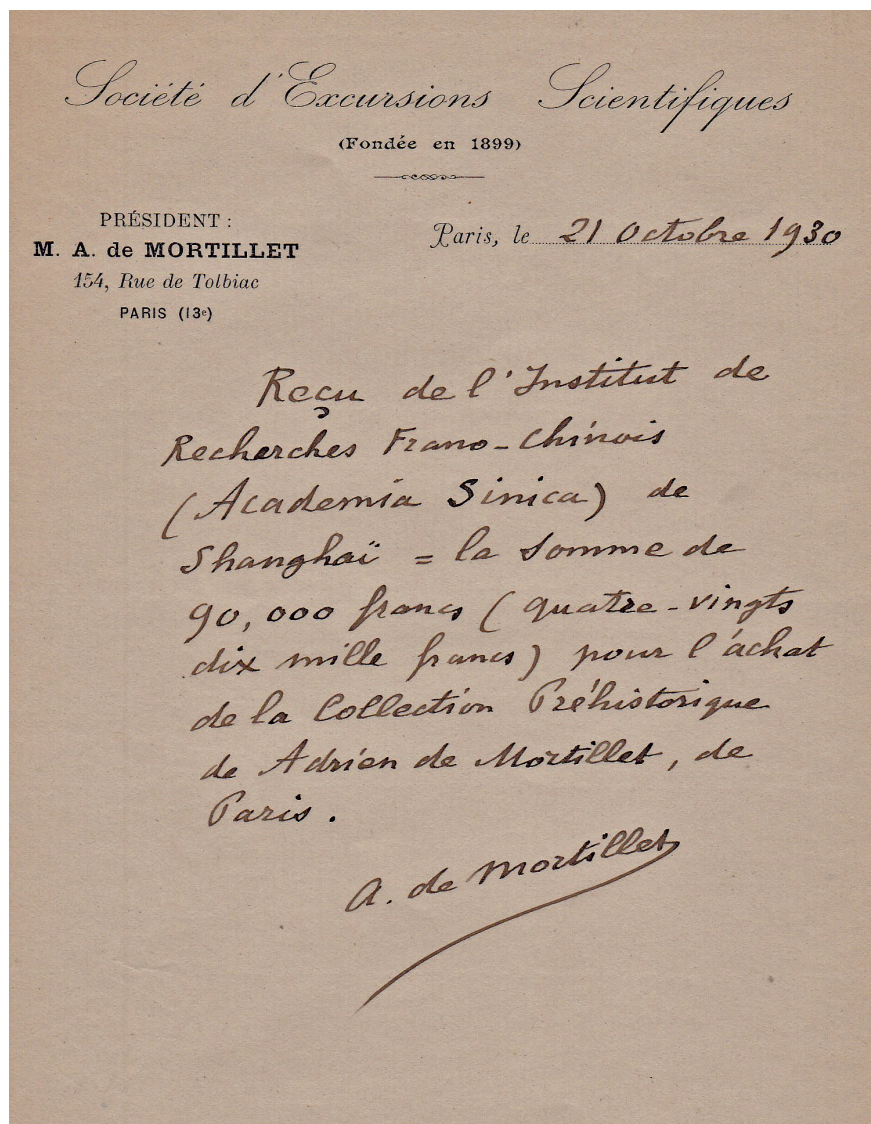 Société d'Excursions Scientifiques
(Fondée en 1899)
PRÉSIDENT :
M. A. de MORTILLET
154, Rue de Tolbiac
PARIS (13e)
Paris, le 21 Octobre 1930
Reçu de l'Institut de
Recherches Frano-Chinois
(Academia Sinica) de
Shanghaï = la somme de
90,000 francs (quatre-vingts
dix mille francs) pour l'achat
de la Collection Préhistorique
de Adrien de Mortillet, de
Paris.
A. de Mortillet